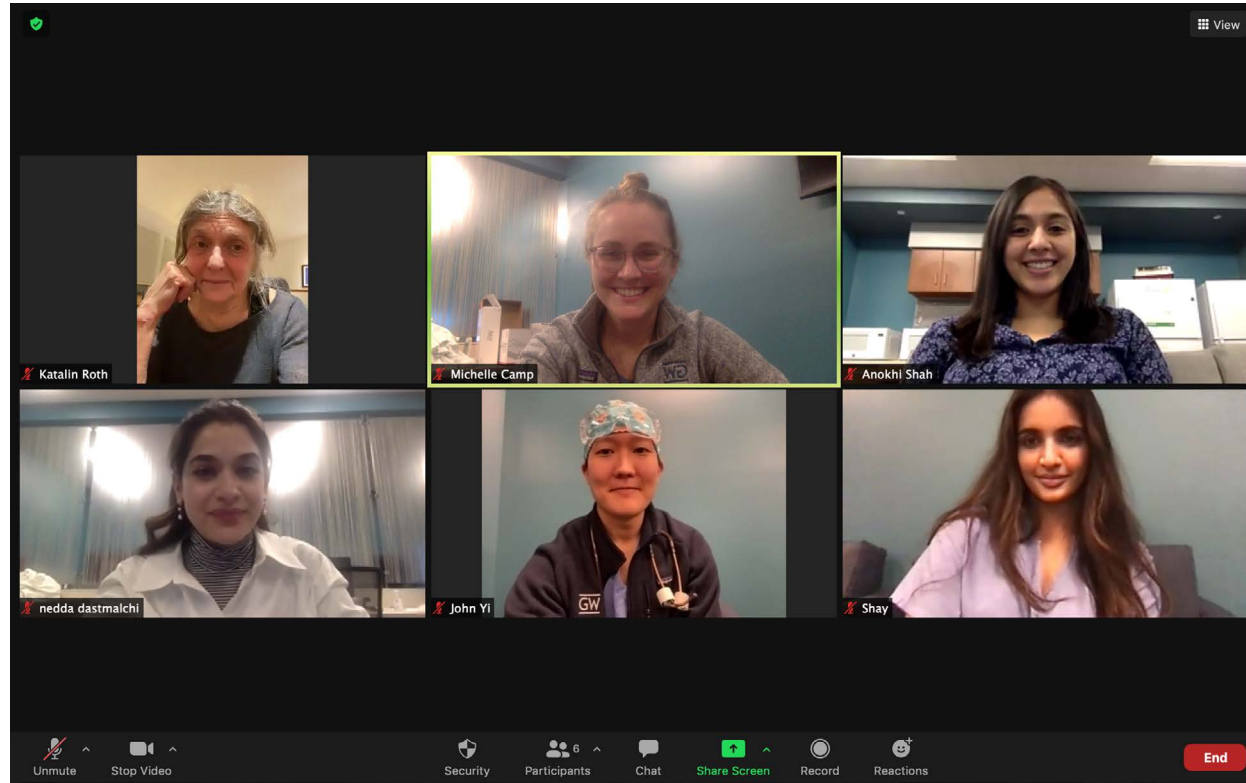 View
Katalin Roth
Michelle Camp
GW
Anokhi Shah
nedda dastmalchi
John Yi
GW
Shay
Unmute
Stop Video
Security
6
Participants
Chat
Share Screen
Record
Reactions
End